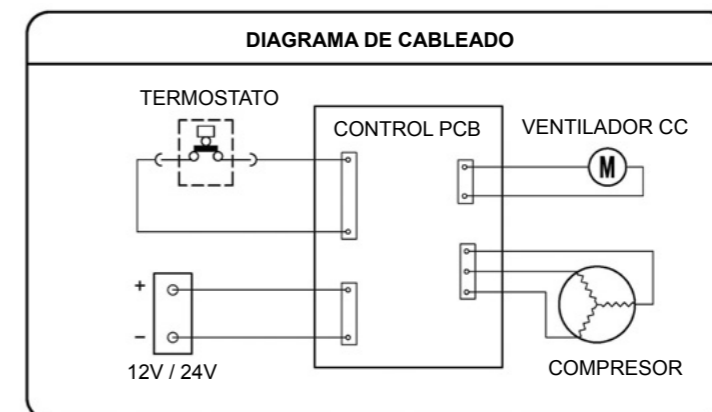 DIAGRAMA DE CABLEADO
TERMOSTATO
CONTROL PCB
VENTILADOR CC
M
+
−
12V / 24V
COMPRESOR